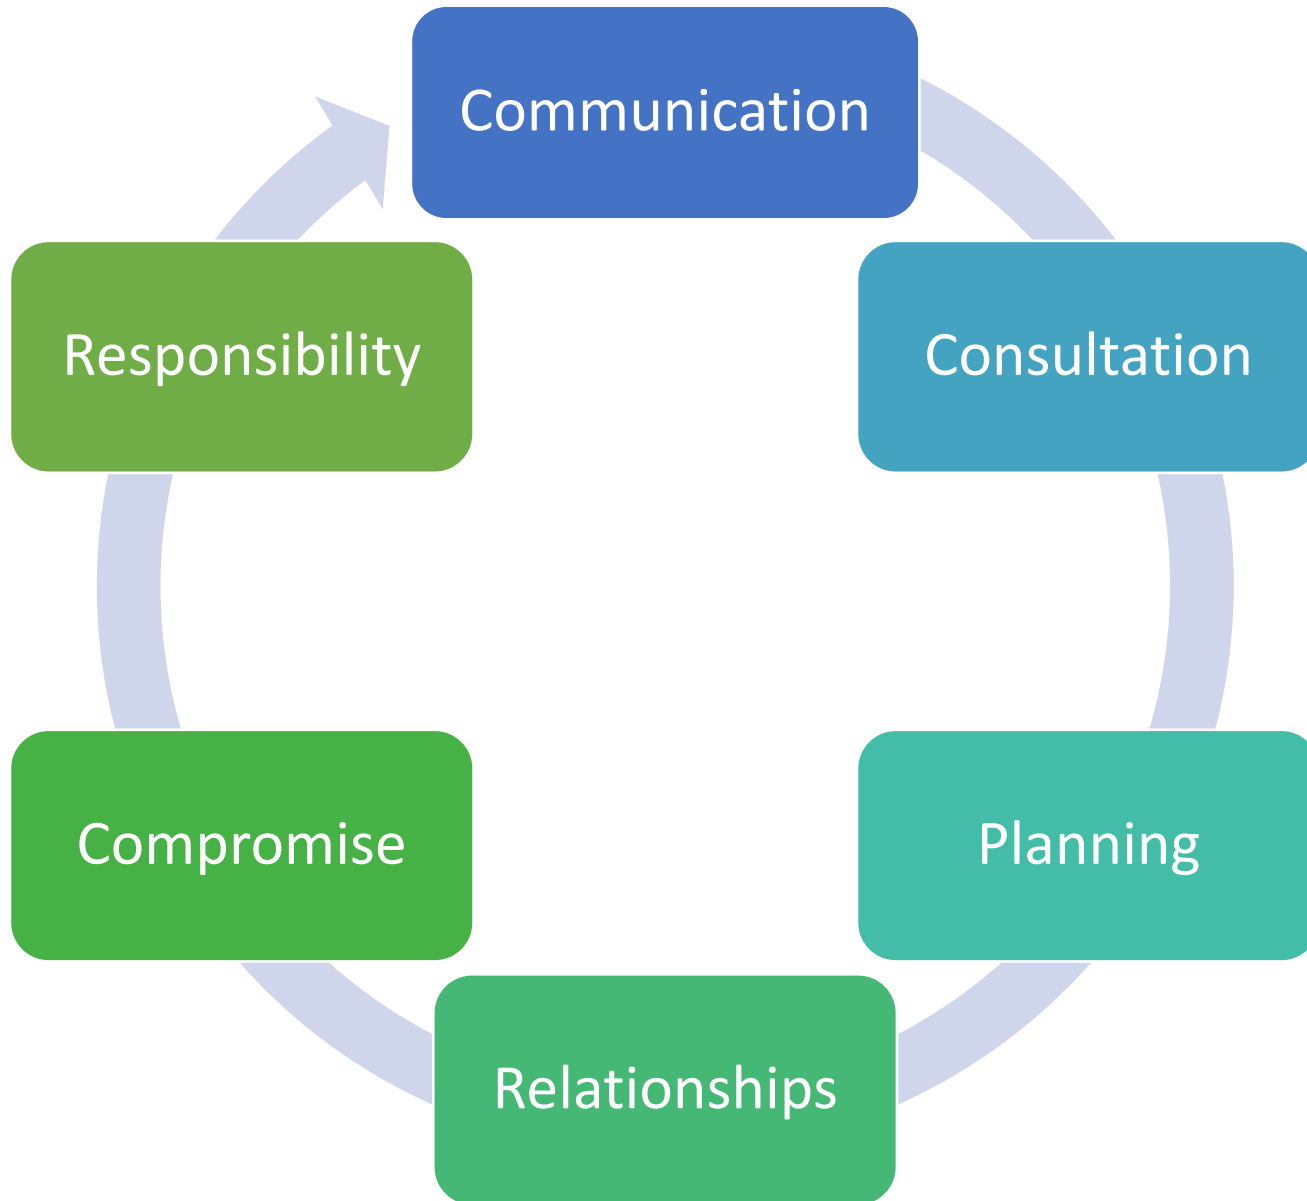 Communication
Consultation
Planning
Relationships
Compromise
Responsibility